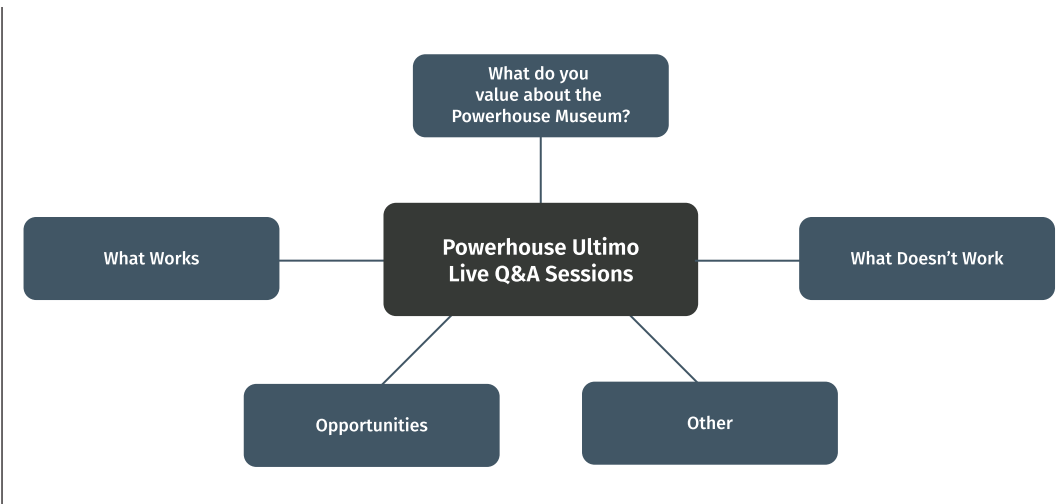 What do you
value about the
Powerhouse Museum?
What Works
Powerhouse Ultimo
Live Q&A Sessions
What Doesn’t Work
Opportunities
Other